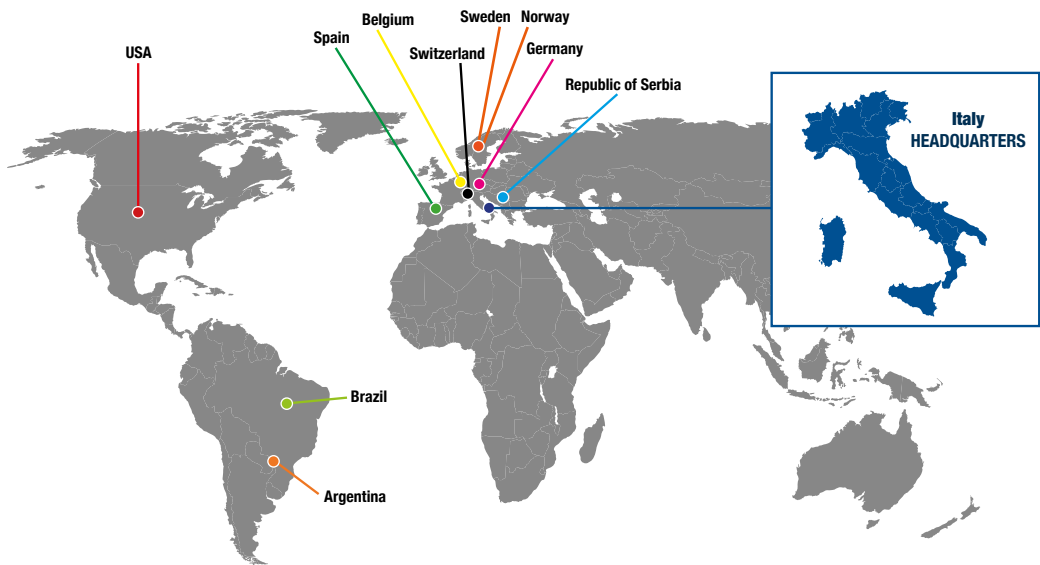 Sweden Norway
Belgium
Spain
Switzerland
Germany
USA
Republic of Serbia
Italy
HEADQUARTERS
Brazil
Argentina